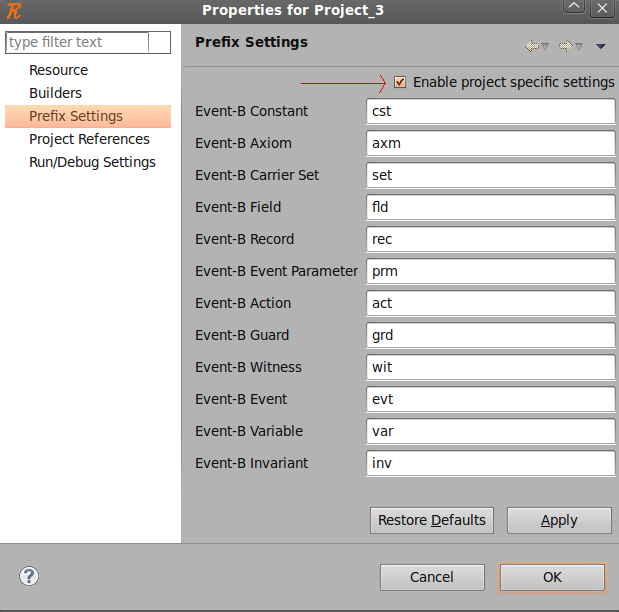 Properties for Project_3
type filter text
Resource
Builders
Prefix Settings
Project References
Run/Debug Settings
Prefix Settings
Enable project specific settings
Event-B Constant cst
Event-B Axiom axm
Event-B Carrier Set set
Event-B Field fld
Event-B Record rec
Event-B Event Parameter prm
Event-B Action act
Event-B Guard grd
Event-B Witness wit
Event-B Event evt
Event-B Variable var
Event-B Invariant inv
Restore Defaults Apply
? Cancel OK